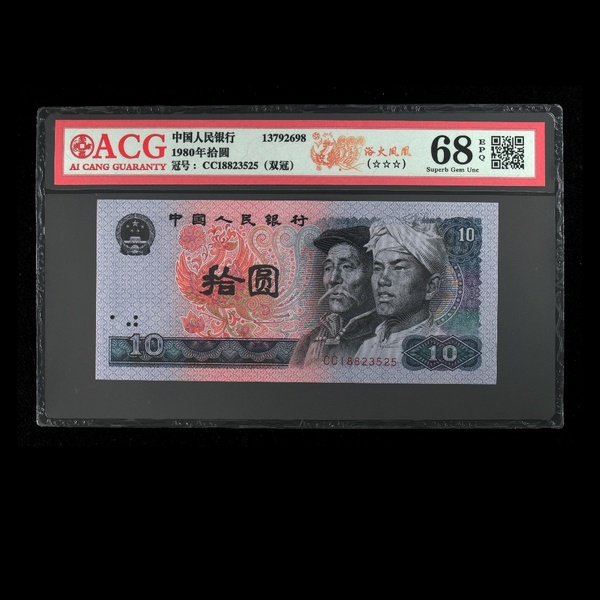 ACG
AI CANG GUARANTY
中国人民银行 13792698
1980年拾圆
冠号：CC18823525（双冠）
浴火凤凰
(☆☆☆)
68 EPQ
Superb Gem Unc
中国人民银行
10
拾圆
10
CC18823525
10